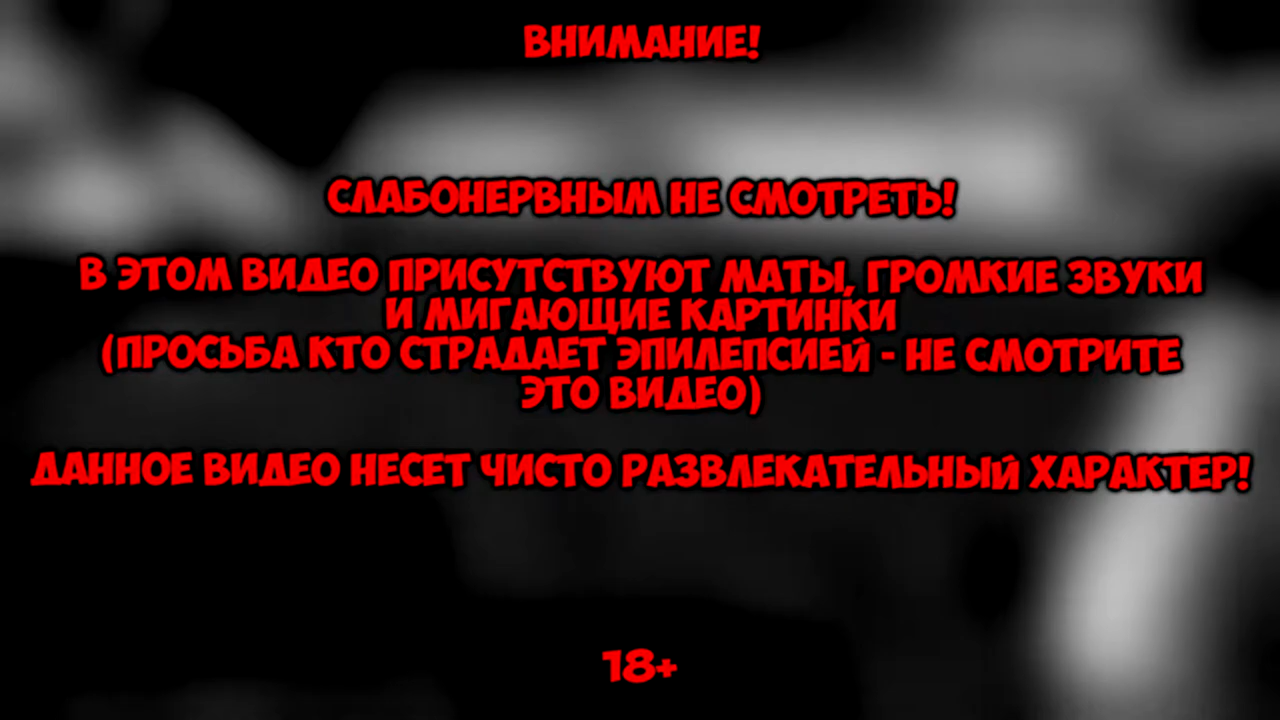 ВНИМАНИЕ!
СЛАБОНЕРВНЫМ НЕ СМОТРЕТЬ!
В ЭТОМ ВИДЕО ПРИСУТСТВУЮТ МАТЫ, ГРОМКИЕ ЗВУКИ
И МИГАЮЩИЕ КАРТИНКИ
(ПРОСЬБА КТО СТРАДАЕТ ЭПИЛЕПСИЕЙ - НЕ СМОТРИТЕ
ЭТО ВИДЕО)
ДАННОЕ ВИДЕО НЕСЕТ ЧИСТО РАЗВЛЕКАТЕЛЬНЫЙ ХАРАКТЕР!
18+